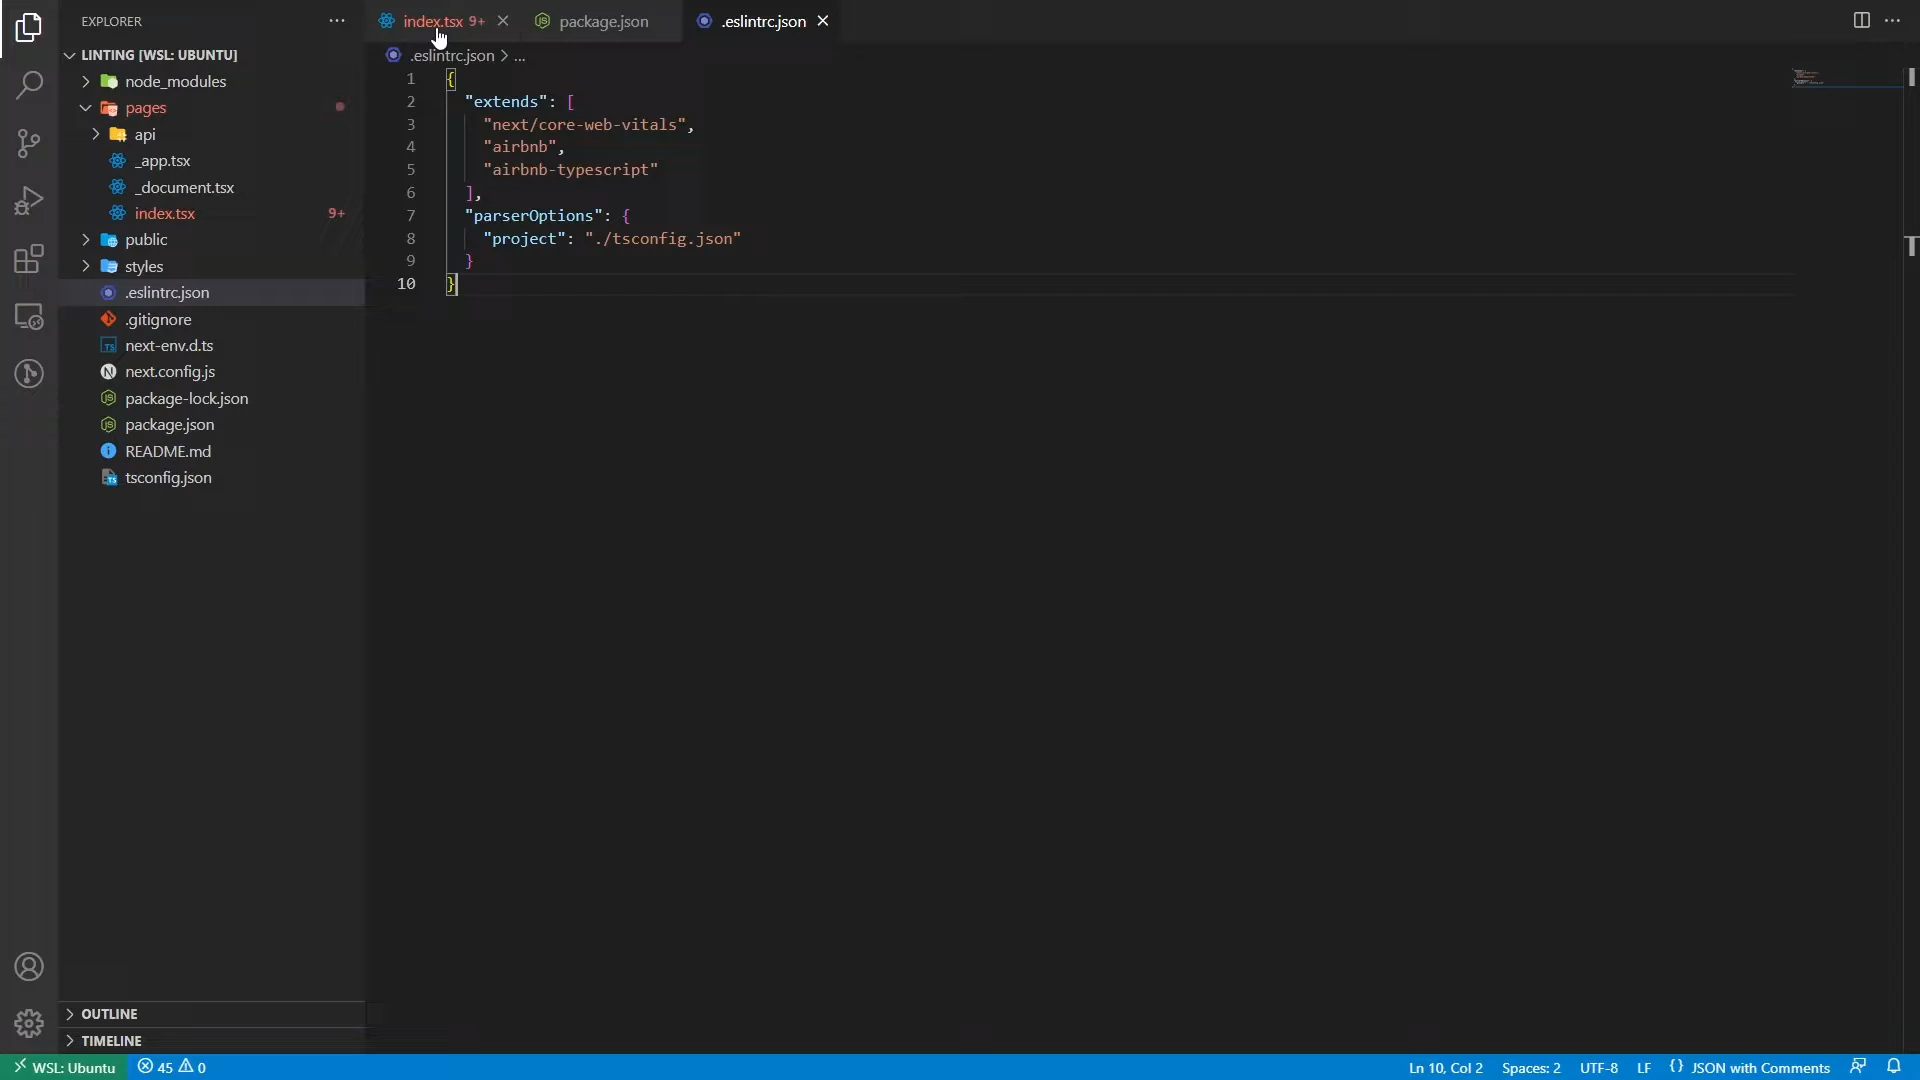 EXPLORER
LINTING [WSL: UBUNTU]
node_modules
pages
api
_app.tsx
_document.tsx
index.tsx 9+
public
styles
.eslintrc.json
.gitignore
next-env.d.ts
next.config.js
package-lock.json
package.json
README.md
tsconfig.json
OUTLINE
TIMELINE
index.tsx 9+ package.json .eslintrc.json
.eslintrc.json > ...
1 {
2 "extends": [
3 "next/core-web-vitals",
4 "airbnb",
5 "airbnb-typescript"
6 ],
7 "parserOptions": {
8 "project": "./tsconfig.json"
9 }
10 }
WSL: Ubuntu 45 0 Ln 10, Col 2 Spaces: 2 UTF-8 LF {} JSON with Comments